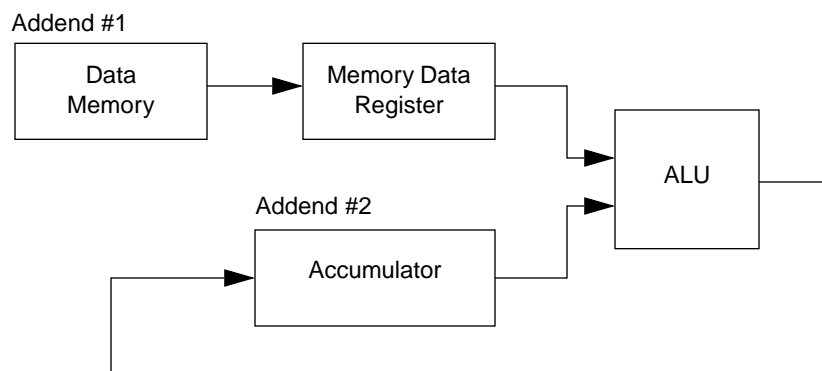 Addend #1
Data
Memory
Memory Data
Register
ALU
Addend #2
Accumulator